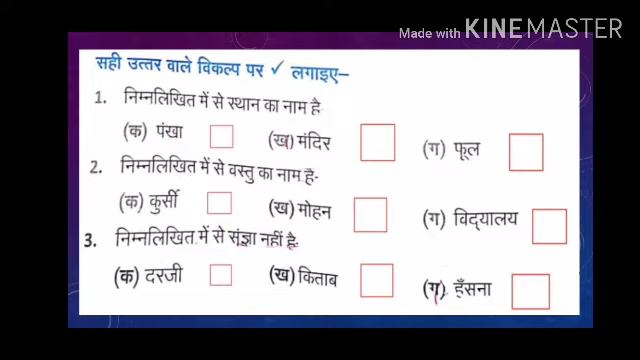 Made with KINEMASTER
सही उत्तर वाले विकल्प पर ✓ लगाइए–
1. निम्नलिखित में से स्थान का नाम है
(क) पंखा (ख) मंदिर (ग) फूल
2. निम्नलिखित में से वस्तु का नाम है-
(क) कुर्सी (ख) मोहन (ग) विद्‌यालय
3. निम्नलिखित में से संज्ञा नहीं है-
(क) दरजी (ख) किताब (ग) हँसना